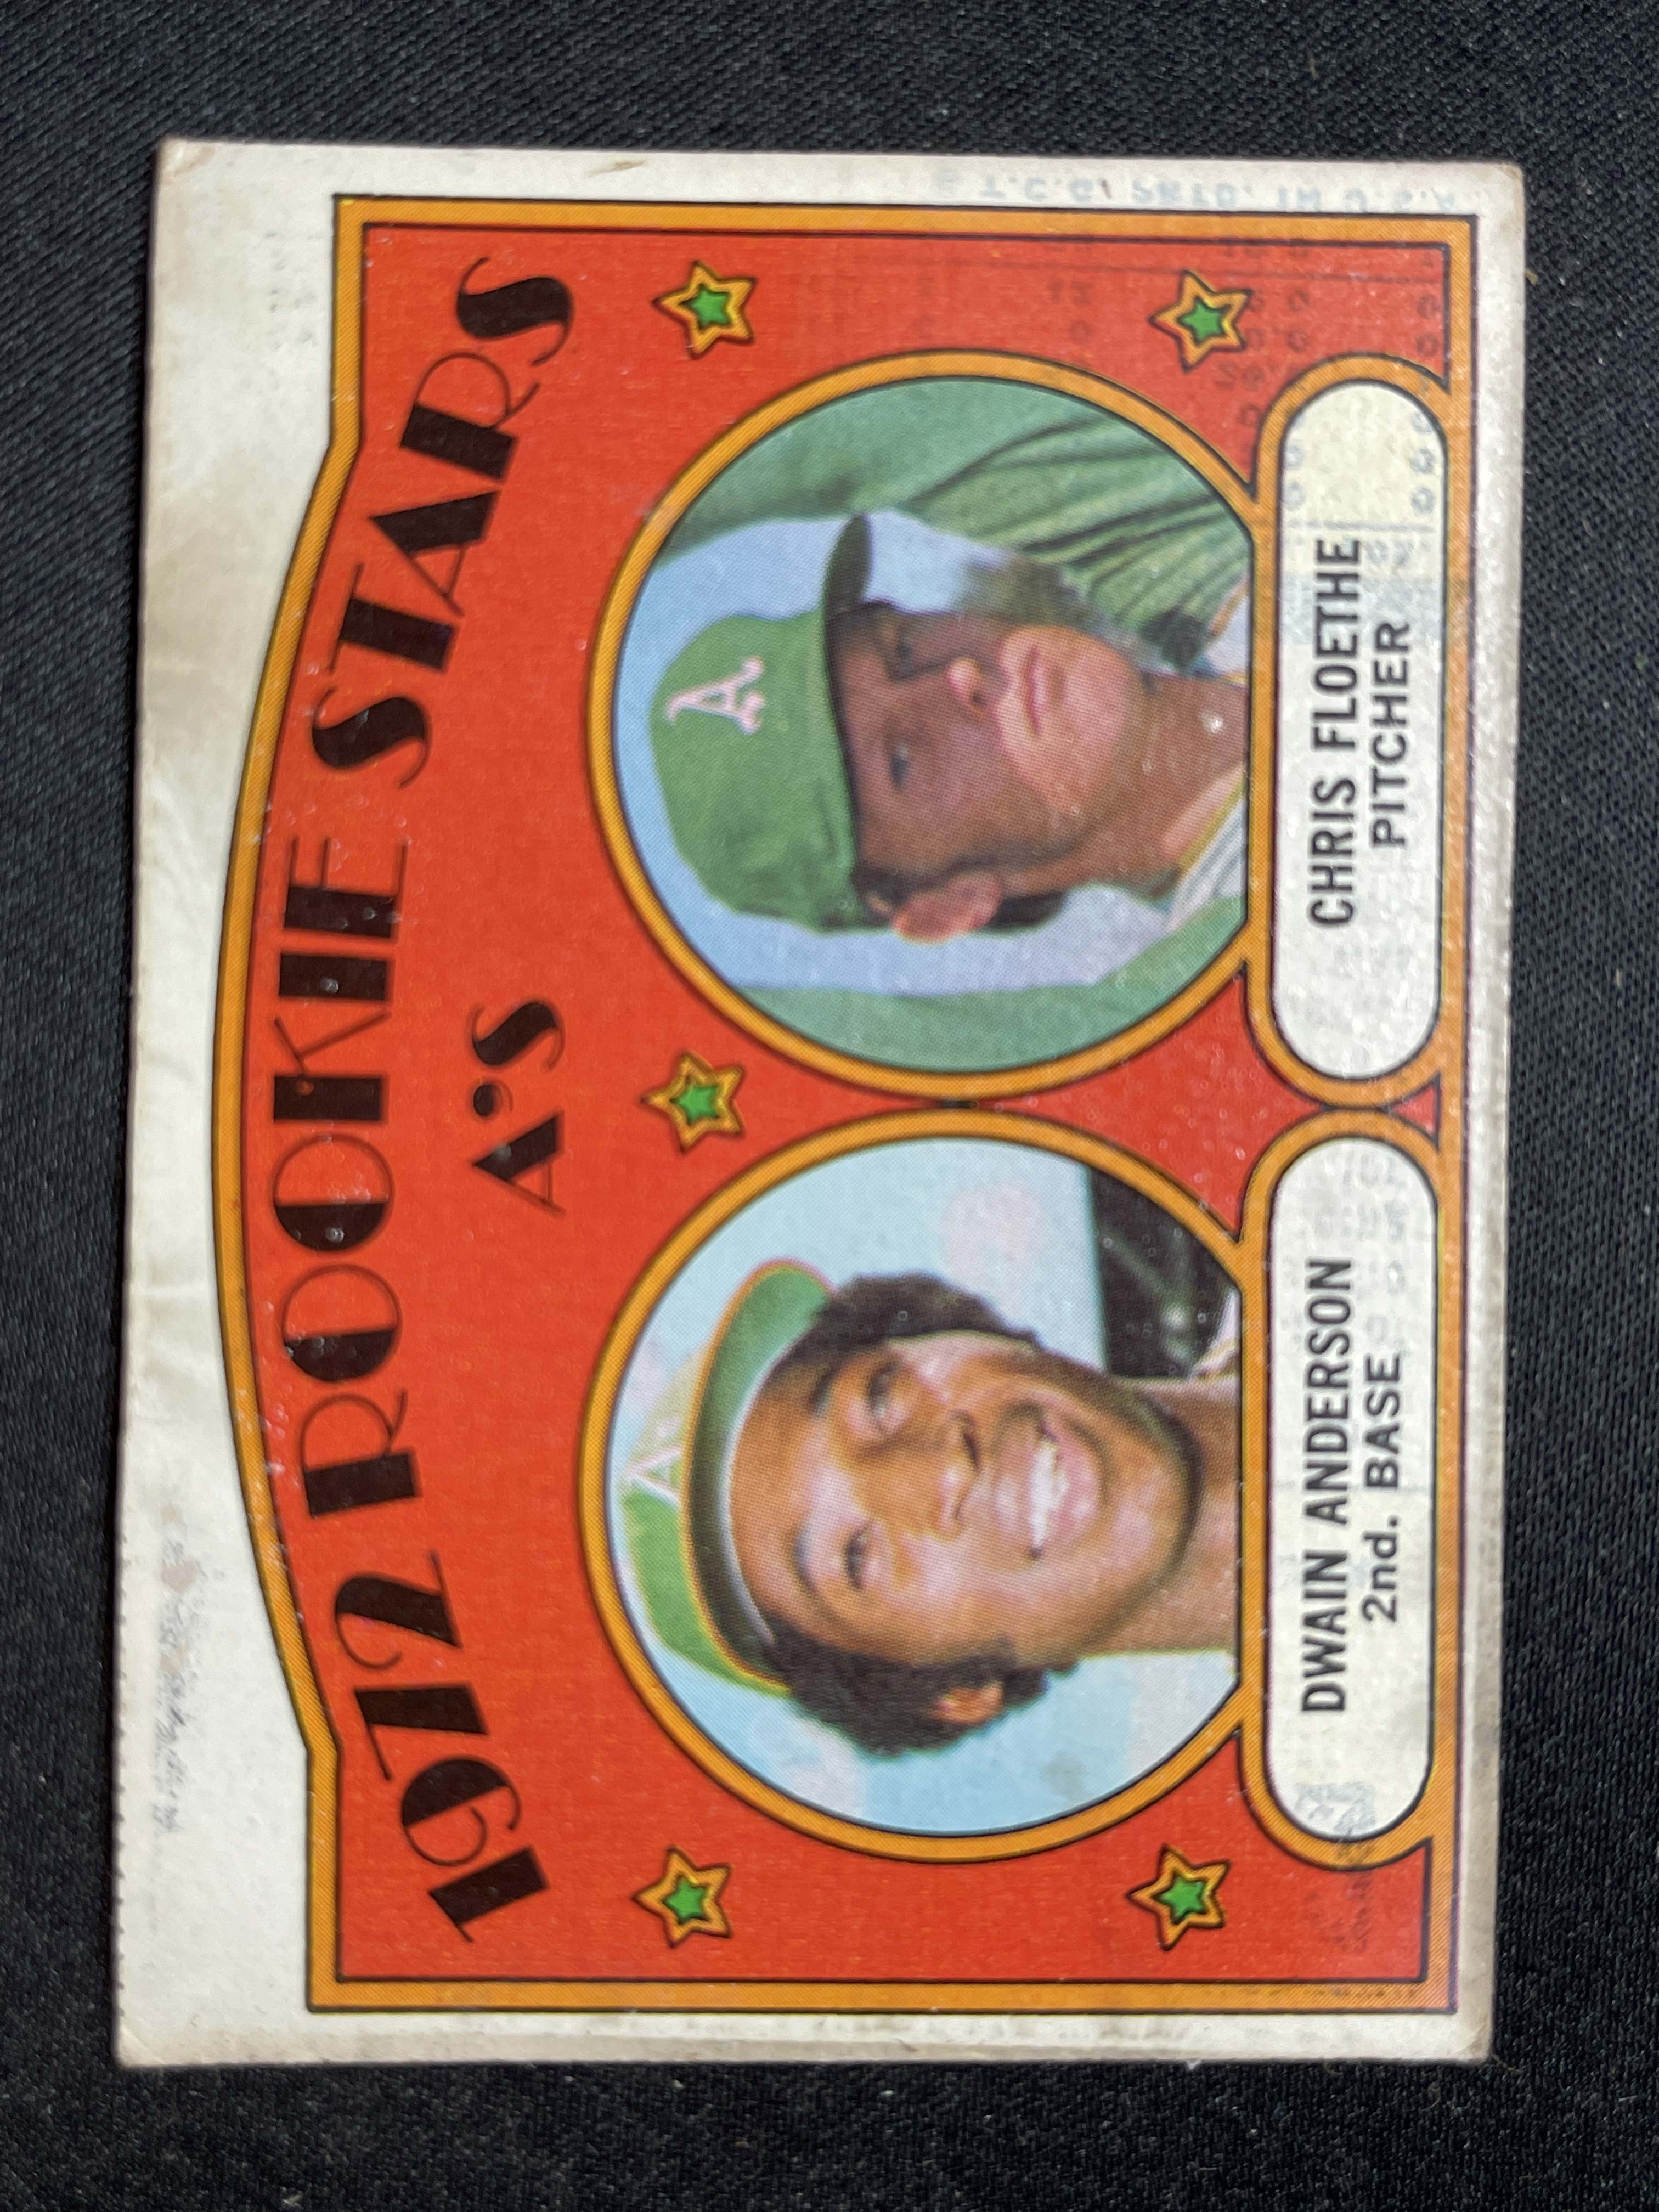 1972 ROOKIE STARS
A'S
A
A
DWAIN ANDERSON
2nd. BASE
CHRIS FLOETHE
PITCHER